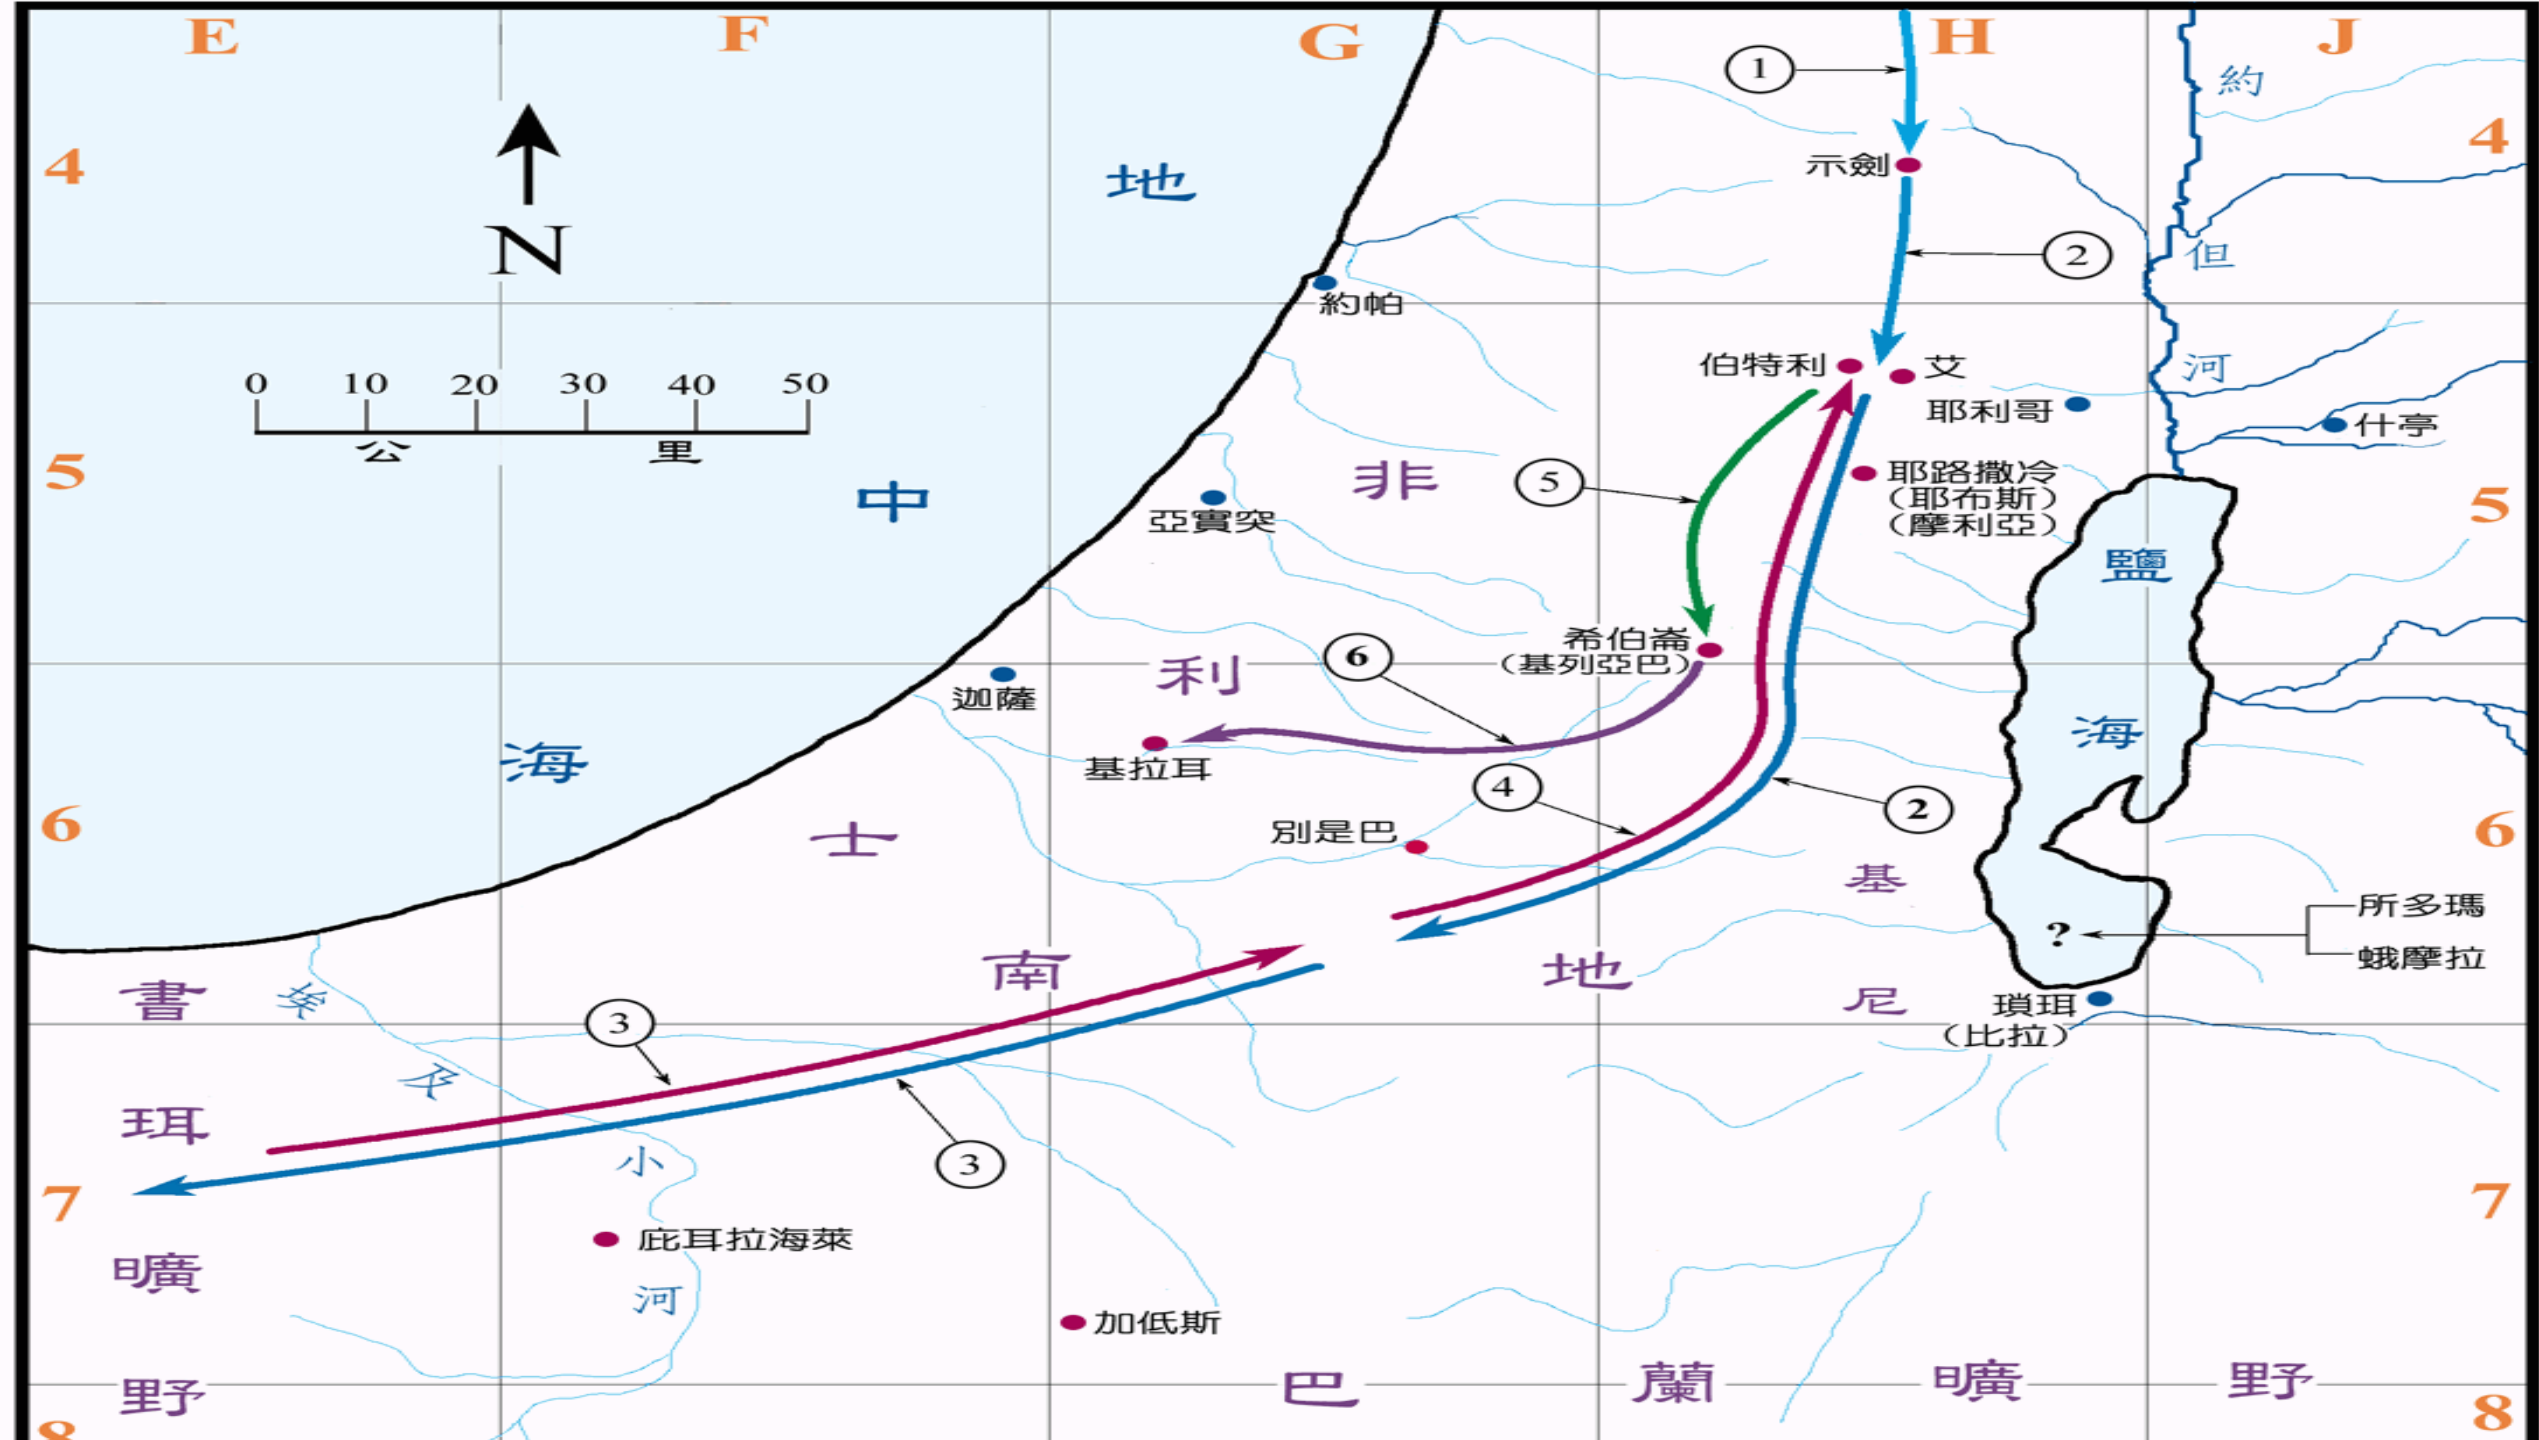 E F G H J
1
約
4
4
示劍
地
2
N
但
約帕
伯特利
艾
河
0 10 20 30 40 50
公里
耶利哥
什亭
5
中
亞實突
非
5
耶路撒冷
(耶布斯)
(摩利亞)
5
鹽
希伯崙
(基列亞巴)
6
利
迦薩
海
海
基拉耳
4
2
6
士
別是巴
6
基
所多瑪
?
蛾摩拉
書
埃
南
地
尼
瑣珥
(比拉)
3
及
珥
小
3
7
7
庇耳拉海萊
曠
河
加低斯
野
巴
蘭
曠
野
8
8